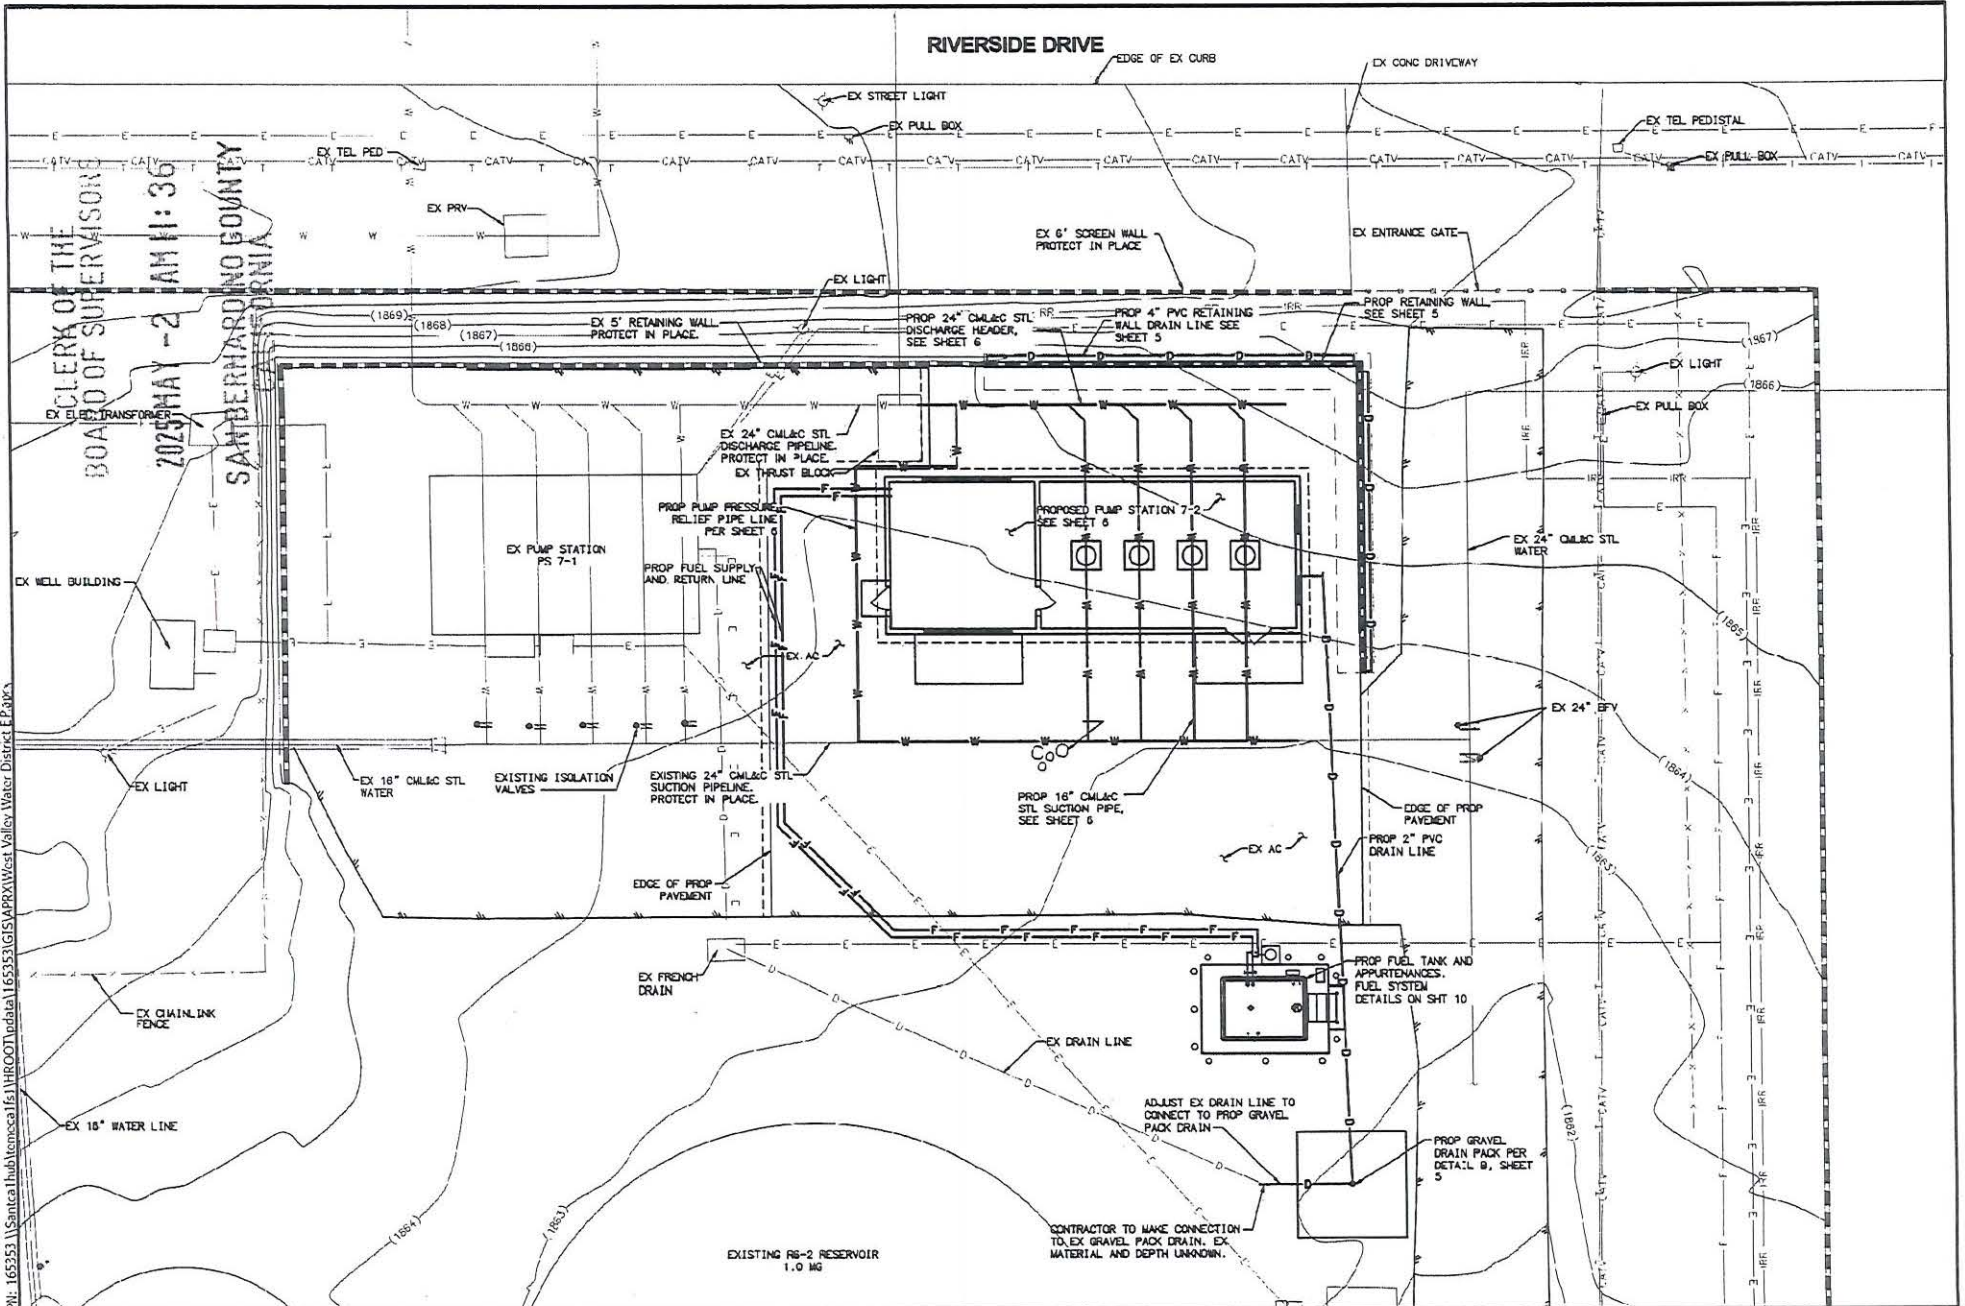 RIVERSIDE DRIVE
EDGE OF EX CURB
EX CONC DRIVEWAY
EX STREET LIGHT
EX PULL BOX
EX TEL PEDISTAL
EX PULL BOX
EX TEL PED
EX PRV
EX 6' SCREEN WALL
PROTECT IN PLACE
EX ENTRANCE GATE
CLERK OF THE
BOARD OF SUPERVISORS
2025 MAY -2 AM 11:36
SAN BERNARDINO COUNTY
CALIFORNIA
EX LIGHT
(1869)
(1868)
(1867)
(1866)
EX 5' RETAINING WALL
PROTECT IN PLACE.
PROP 24" CML&C STL
DISCHARGE HEADER,
SEE SHEET 6
PROP 4" PVC RETAINING
WALL DRAIN LINE SEE
SHEET 5
PROP RETAINING WALL
SEE SHEET 5
(1867)
EX LIGHT
(1866)
EX PULL BOX
EX ELEC TRANSFORMER
EX 24" CML&C STL
DISCHARGE PIPELINE.
PROTECT IN PLACE.
EX THRUST BLOCK
PROP PUMP PRESSURE
RELIEF PIPE LINE
PER SHEET 6
PROPOSED PUMP STATION 7-2
SEE SHEET 6
EX PUMP STATION
PS 7-1
PROP FUEL SUPPLY
AND RETURN LINE
EX 24" CML&C STL
WATER
EX WELL BUILDING
EX AC
(1865)
EX 24" BFV
EX LIGHT
EX 16" CML&C STL
WATER
EXISTING ISOLATION
VALVES
EXISTING 24" CML&C STL
SUCTION PIPELINE.
PROTECT IN PLACE.
PROP 16" CML&C
STL SUCTION PIPE,
SEE SHEET 6
(1864)
EDGE OF PROP
PAVEMENT
PROP 2" PVC
DRAIN LINE
EX AC
(1863)
EDGE OF PROP
PAVEMENT
EX FRENCH
DRAIN
PROP FUEL TANK AND
APPURTENANCES.
FUEL SYSTEM
DETAILS ON SHT 10
EX CHAINLINK
FENCE
EX DRAIN LINE
ADJUST EX DRAIN LINE TO
CONNECT TO PROP GRAVEL
PACK DRAIN
(1862)
EX 18" WATER LINE
PROP GRAVEL
DRAIN PACK PER
DETAIL 9, SHEET
5
(1864)
(1863)
CONTRACTOR TO MAKE CONNECTION
TO EX GRAVEL PACK DRAIN. EX
MATERIAL AND DEPTH UNKNOWN.
EXISTING R6-2 RESERVOIR
1.0 MG